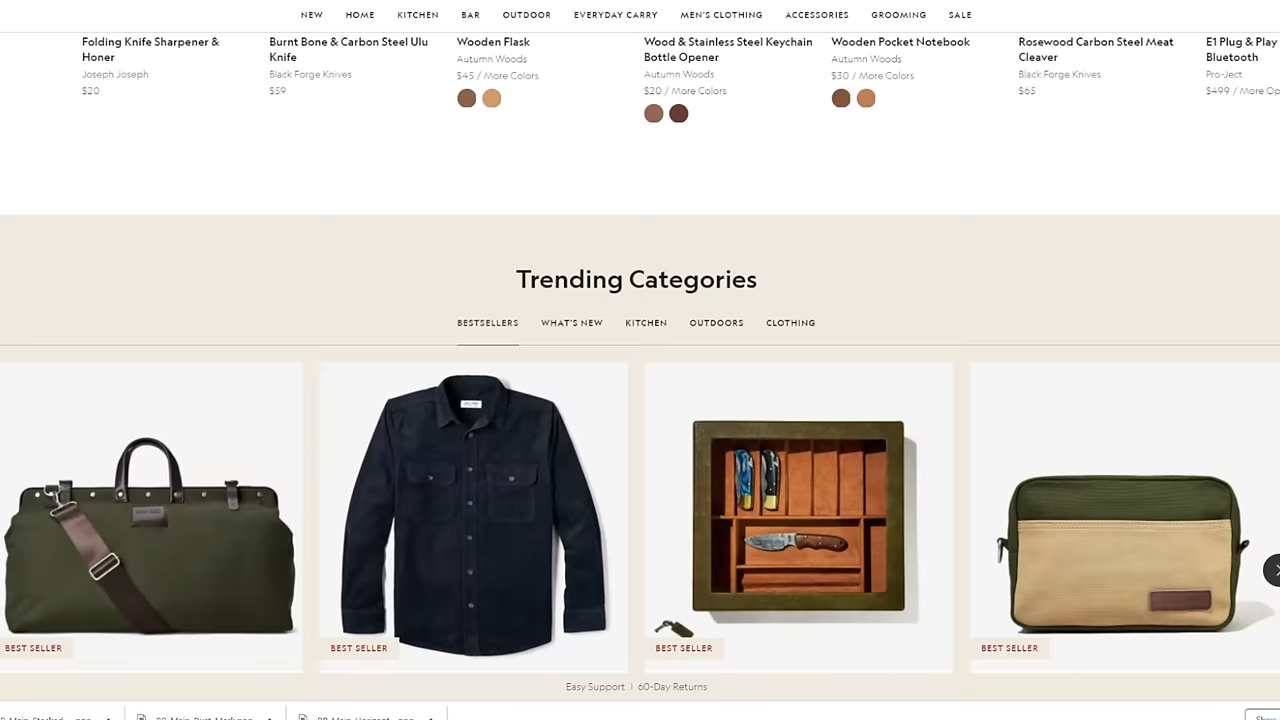 NEW HOME KITCHEN BAR OUTDOOR EVERYDAY CARRY MEN'S CLOTHING ACCESSORIES GROOMING SALE
Folding Knife Sharpener &
Honer
Joseph Joseph
$20
Burnt Bone & Carbon Steel Ulu
Knife
Black Forge Knives
$59
Wooden Flask
Autumn Woods
$45 / More Colors
Wood & Stainless Steel Keychain
Bottle Opener
Autumn Woods
$20 / More Colors
Wooden Pocket Notebook
Autumn Woods
$30 / More Colors
Rosewood Carbon Steel Meat
Cleaver
Black Forge Knives
$65
E1 Plug & Play
Bluetooth
Pro-Ject
$499 / More Op
Trending Categories
BESTSELLERS WHAT'S NEW KITCHEN OUTDOORS CLOTHING
BEST SELLER
BEST SELLER
BEST SELLER
BEST SELLER
Easy Support | 60-Day Returns